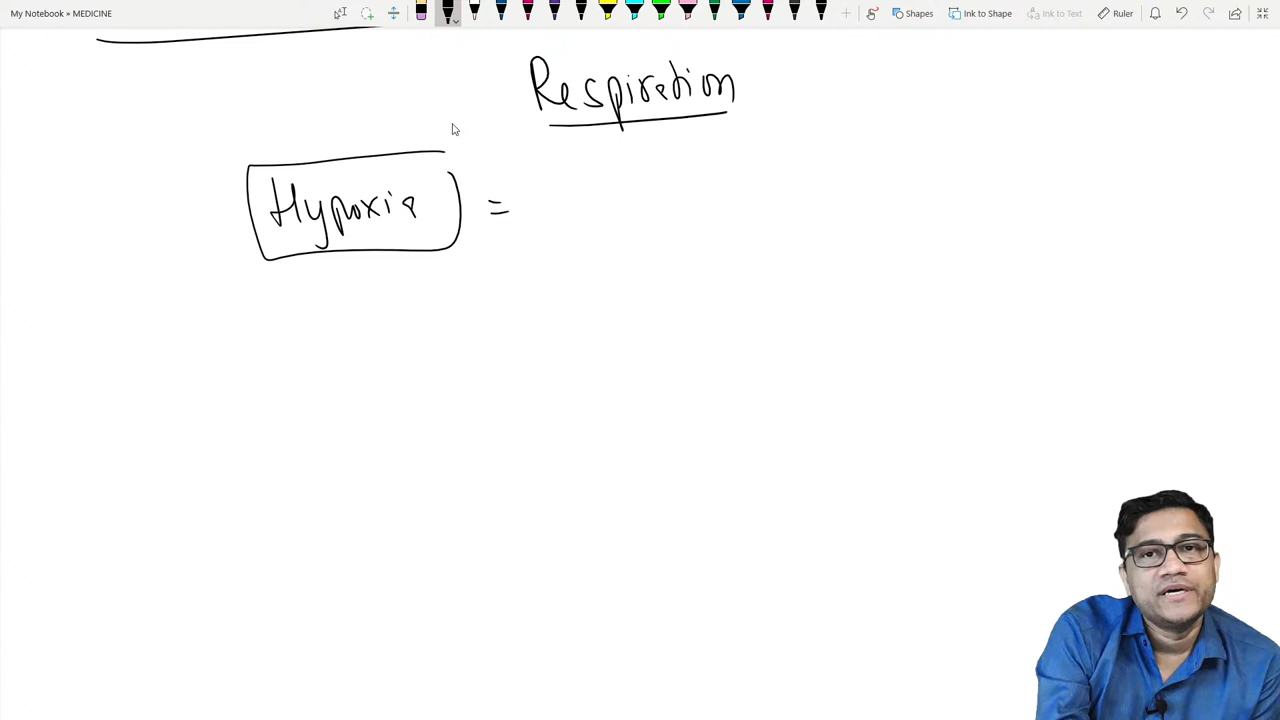 My Notebook » MEDICINE
Shapes Ink to Shape Ink to Text Ruler
Respiration
Hypoxia =